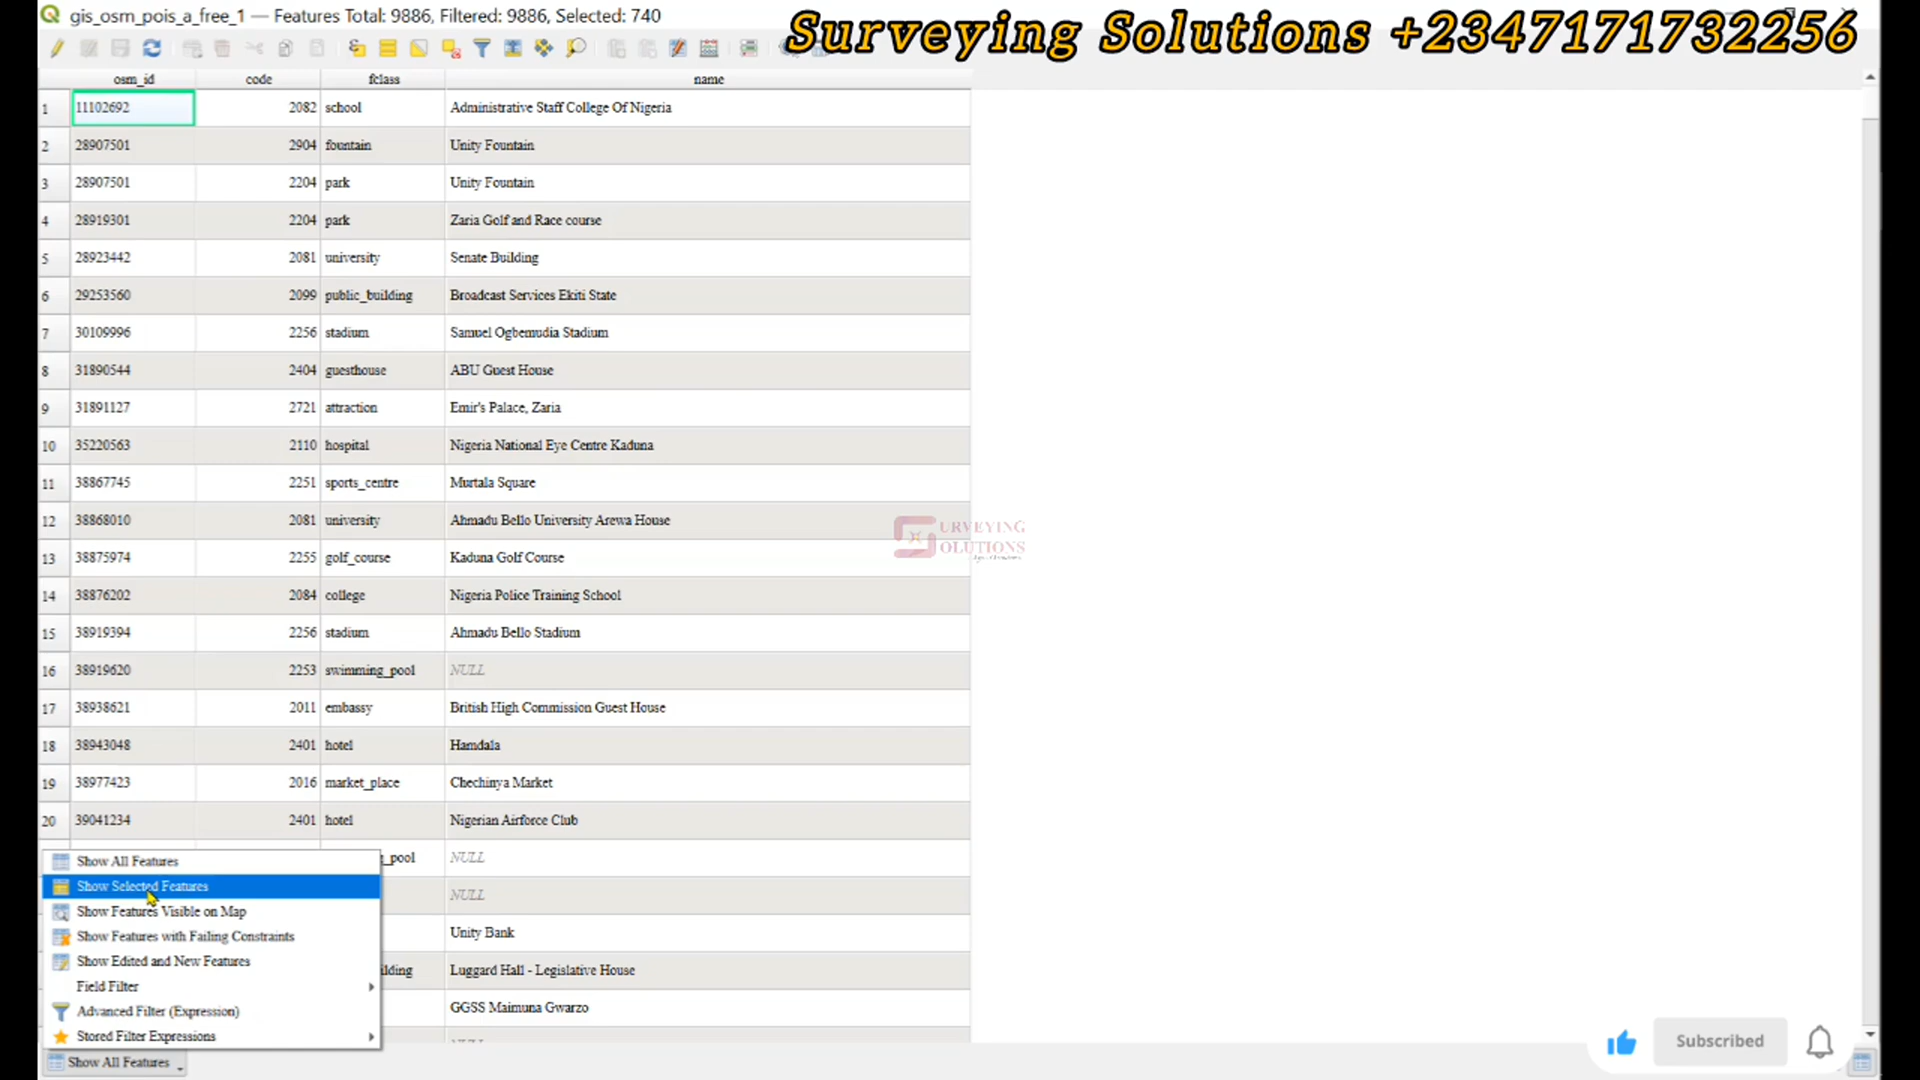 gis_osm_pois_a_free_1 — Features Total: 9886, Filtered: 9886, Selected: 740
Surveying Solutions +2347171732256
osm_id code fclass name
1 11102692 2082 school Administrative Staff College Of Nigeria
2 28907501 2904 fountain Unity Fountain
3 28907501 2204 park Unity Fountain
4 28919301 2204 park Zaria Golf and Race course
5 28923442 2081 university Senate Building
6 29253560 2099 public_building Broadcast Services Ekiti State
7 30109996 2256 stadium Samuel Ogbemudia Stadium
8 31890544 2404 guesthouse ABU Guest House
9 31891127 2721 attraction Emir's Palace, Zaria
10 35220563 2110 hospital Nigeria National Eye Centre Kaduna
11 38867745 2251 sports_centre Murtala Square
12 38868010 2081 university Ahmadu Bello University Arewa House
13 38875974 2255 golf_course Kaduna Golf Course
14 38876202 2084 college Nigeria Police Training School
15 38919394 2256 stadium Ahmadu Bello Stadium
16 38919620 2253 swimming_pool NULL
17 38938621 2011 embassy British High Commission Guest House
18 38943048 2401 hotel Hamdala
19 38977423 2016 market_place Chechinya Market
20 39041234 2401 hotel Nigerian Airforce Club
g_pool NULL
NULL
Unity Bank
ilding Luggard Hall - Legislative House
GGSS Maimuna Gwarzo
NULL
Show All Features
Show Selected Features
Show Features Visible on Map
Show Features with Failing Constraints
Show Edited and New Features
Field Filter
Advanced Filter (Expression)
Stored Filter Expressions
Show All Features
SURVEYING
SOLUTIONS
Subscribed